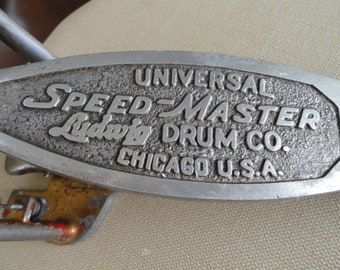 UNIVERSAL
SPEED-MASTER
Ludwig DRUM CO.
CHICAGO U.S.A.